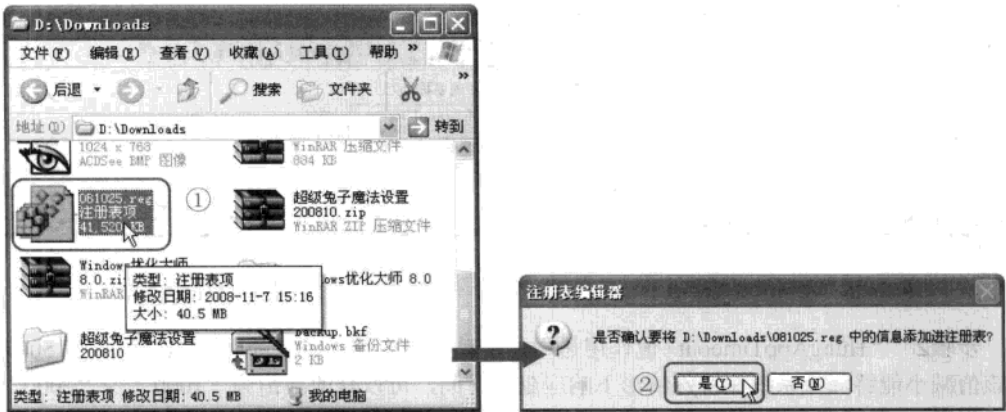 D:\Downloads
文件(F) 编辑(E) 查看(V) 收藏(A) 工具(T) 帮助 »
后退 搜索 文件夹 »
地址(D) D:\Downloads 转到
1024 x 768
ACDSee BMP 图像
WinRAR 压缩文件
884 KB
081025.reg
注册表项
41,520 KB
①
超级兔子魔法设置
200810.zip
WinRAR ZIP 压缩文件
Windows优化大师
8.0.zi
WinRAR
ows优化大师 8.0
类型: 注册表项
修改日期: 2008-11-7 15:16
大小: 40.5 MB
超级兔子魔法设置
200810
Backup.bkf
Windows 备份文件
2 KB
类型: 注册表项 修改日期: 40.5 MB 我的电脑
注册表编辑器
是否确认要将 D:\Downloads\081025.reg 中的信息添加进注册表?
② 是(Y) 否(N)